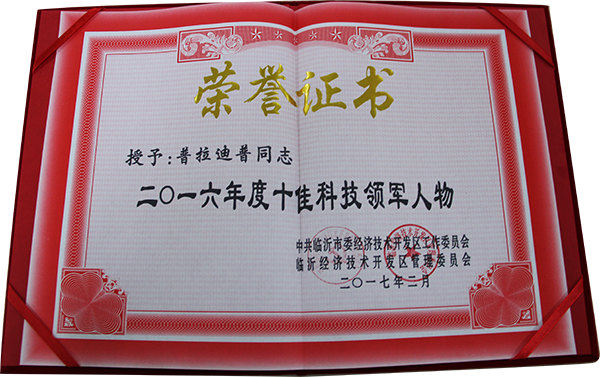 荣誉证书
授予:普拉迪普同志
二〇一六年度十佳科技领军人物
中共临沂市委经济技术开发区工作委员会
临沂经济技术开发区管理委员会
二〇一七年二月